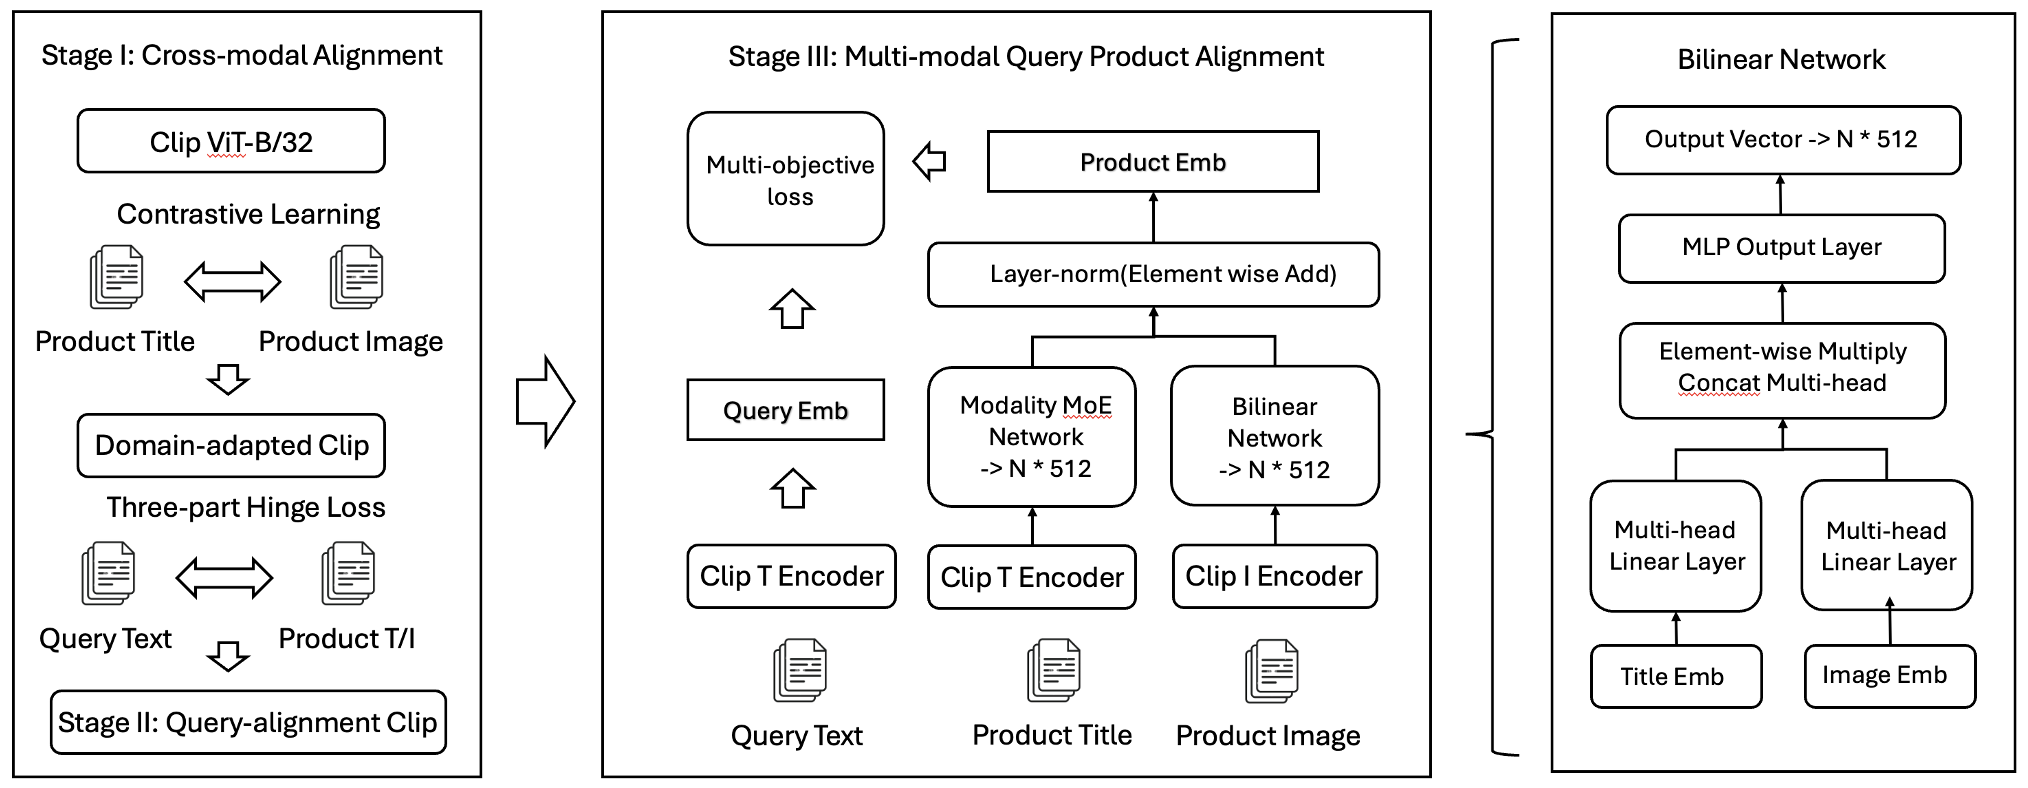 Stage I: Cross-modal Alignment
Clip ViT-B/32
Contrastive Learning
Product Title
Product Image
Domain-adapted Clip
Three-part Hinge Loss
Query Text
Product T/I
Stage II: Query-alignment Clip
Stage III: Multi-modal Query Product Alignment
Multi-objective
loss
Product Emb
Layer-norm(Element wise Add)
Query Emb
Modality MoE
Network
-> N * 512
Bilinear
Network
-> N * 512
Clip T Encoder
Clip T Encoder
Clip I Encoder
Query Text
Product Title
Product Image
Bilinear Network
Output Vector -> N * 512
MLP Output Layer
Element-wise Multiply
Concat Multi-head
Multi-head
Linear Layer
Multi-head
Linear Layer
Title Emb
Image Emb